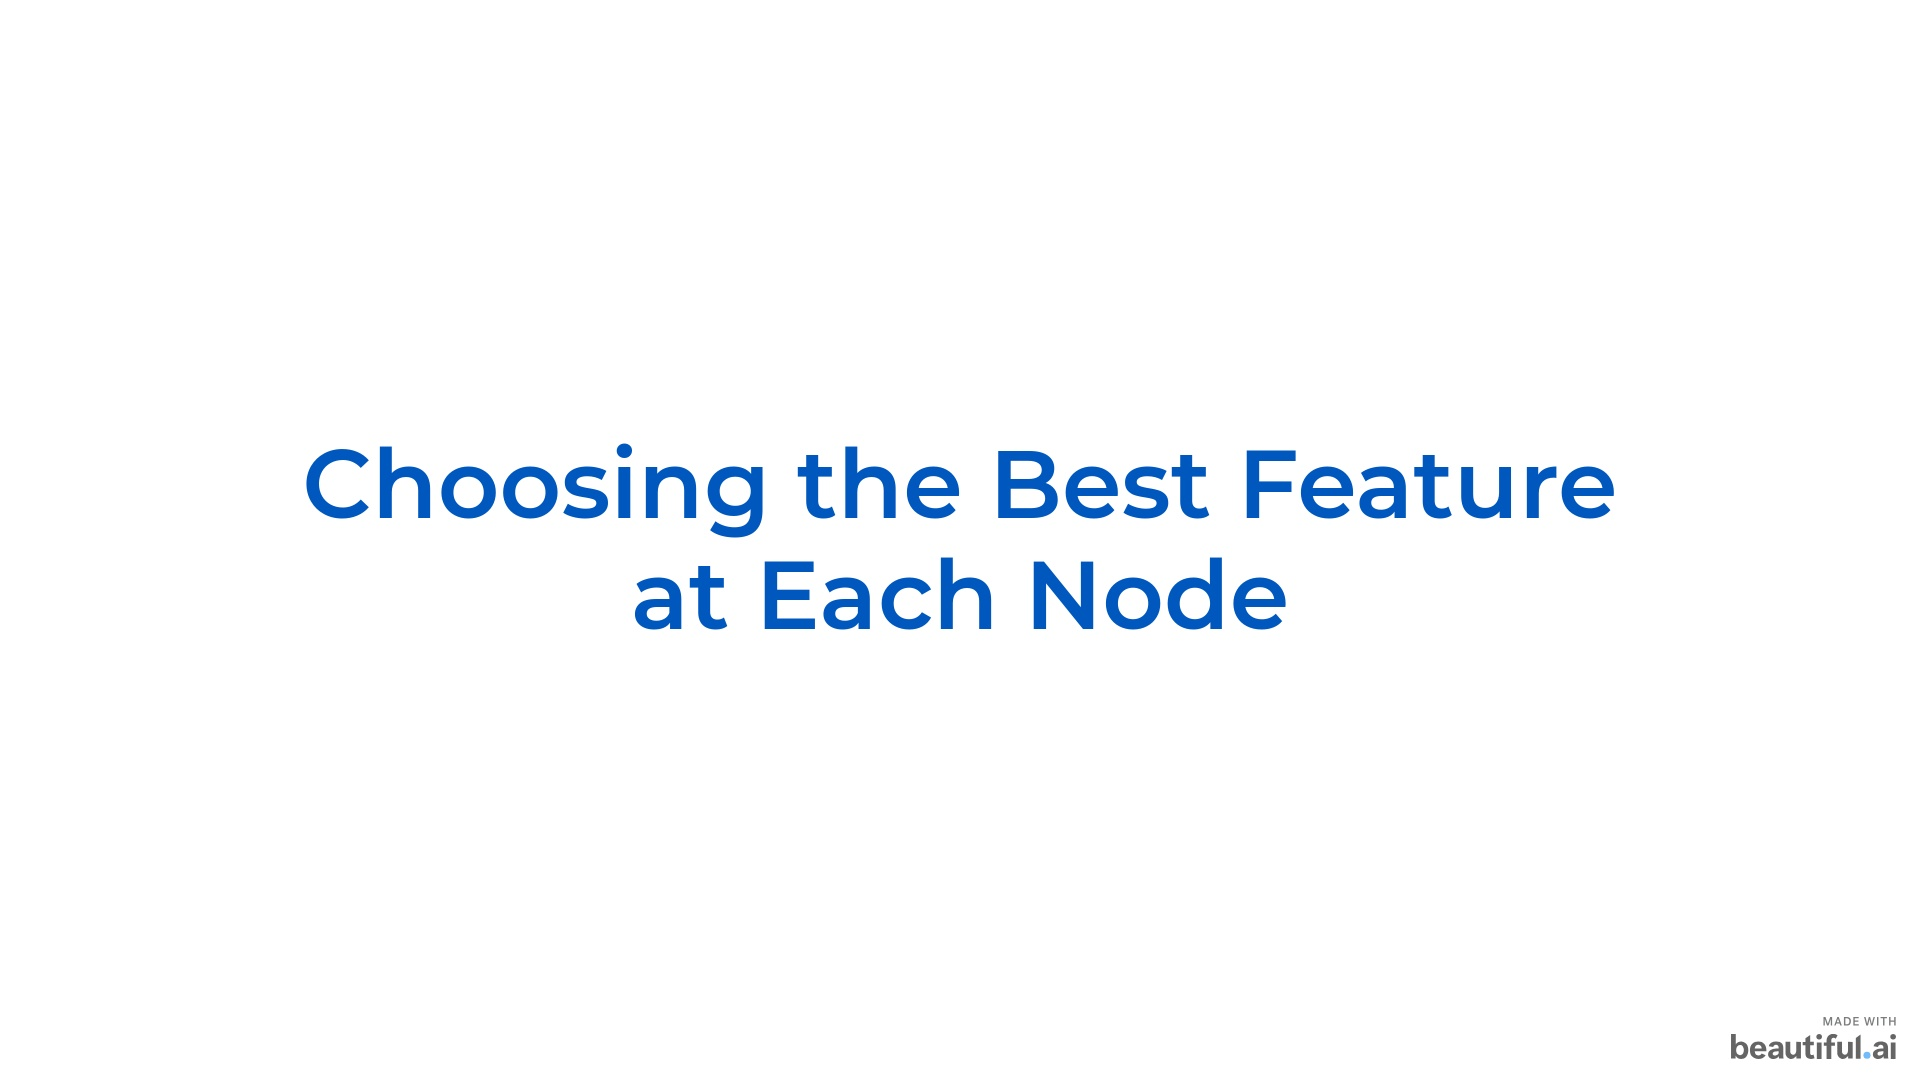 Choosing the Best Feature
at Each Node
MADE WITH
beautiful.ai